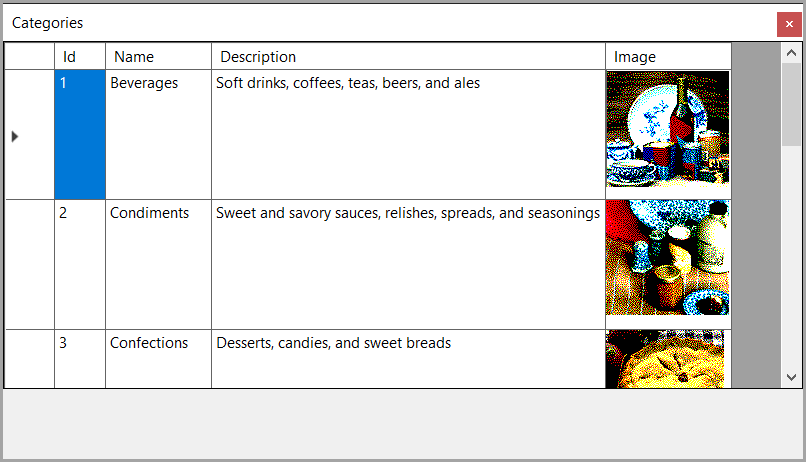 Categories
Id Name Description Image
1 Beverages Soft drinks, coffees, teas, beers, and ales
2 Condiments Sweet and savory sauces, relishes, spreads, and seasonings
3 Confections Desserts, candies, and sweet breads